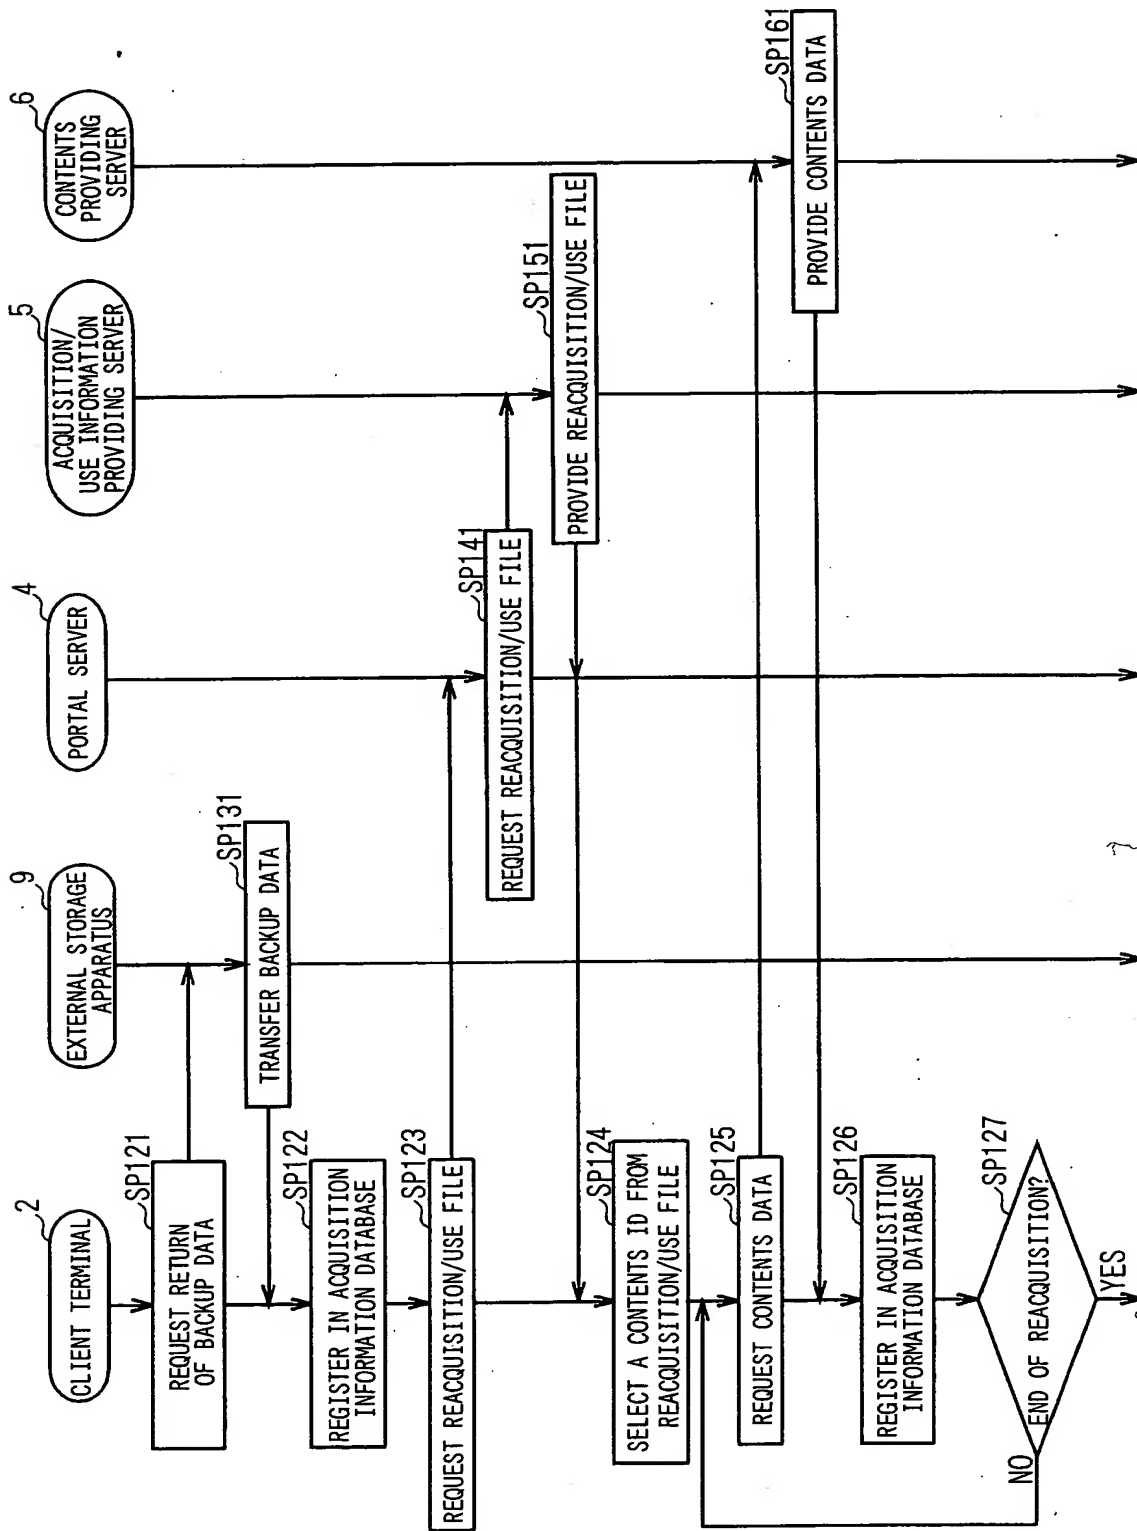 2
CLIENT TERMINAL
9
EXTERNAL STORAGE
APPARATUS
4
PORTAL SERVER
5
ACQUISITION/
USE INFORMATION
PROVIDING SERVER
6
CONTENTS
PROVIDING
SERVER
SP121
REQUEST RETURN
OF BACKUP DATA
SP131
TRANSFER BACKUP DATA
SP122
REGISTER IN ACQUISITION
INFORMATION DATABASE
SP123
REQUEST REACQUISITION/USE FILE
SP141
REQUEST REACQUISITION/USE FILE
SP151
PROVIDE REACQUISITION/USE FILE
SP124
SELECT A CONTENTS ID FROM
REACQUISITION/USE FILE
SP125
REQUEST CONTENTS DATA
SP161
PROVIDE CONTENTS DATA
SP126
REGISTER IN ACQUISITION
INFORMATION DATABASE
SP127
END OF REACQUISITION?
NO
YES